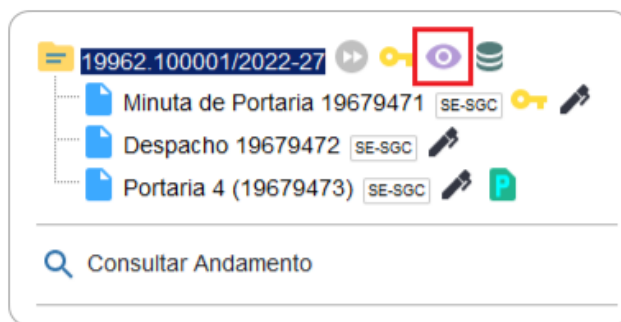 19962.100001/2022-27
Minuta de Portaria 19679471 SE-SGC
Despacho 19679472 SE-SGC
Portaria 4 (19679473) SE-SGC P
Consultar Andamento